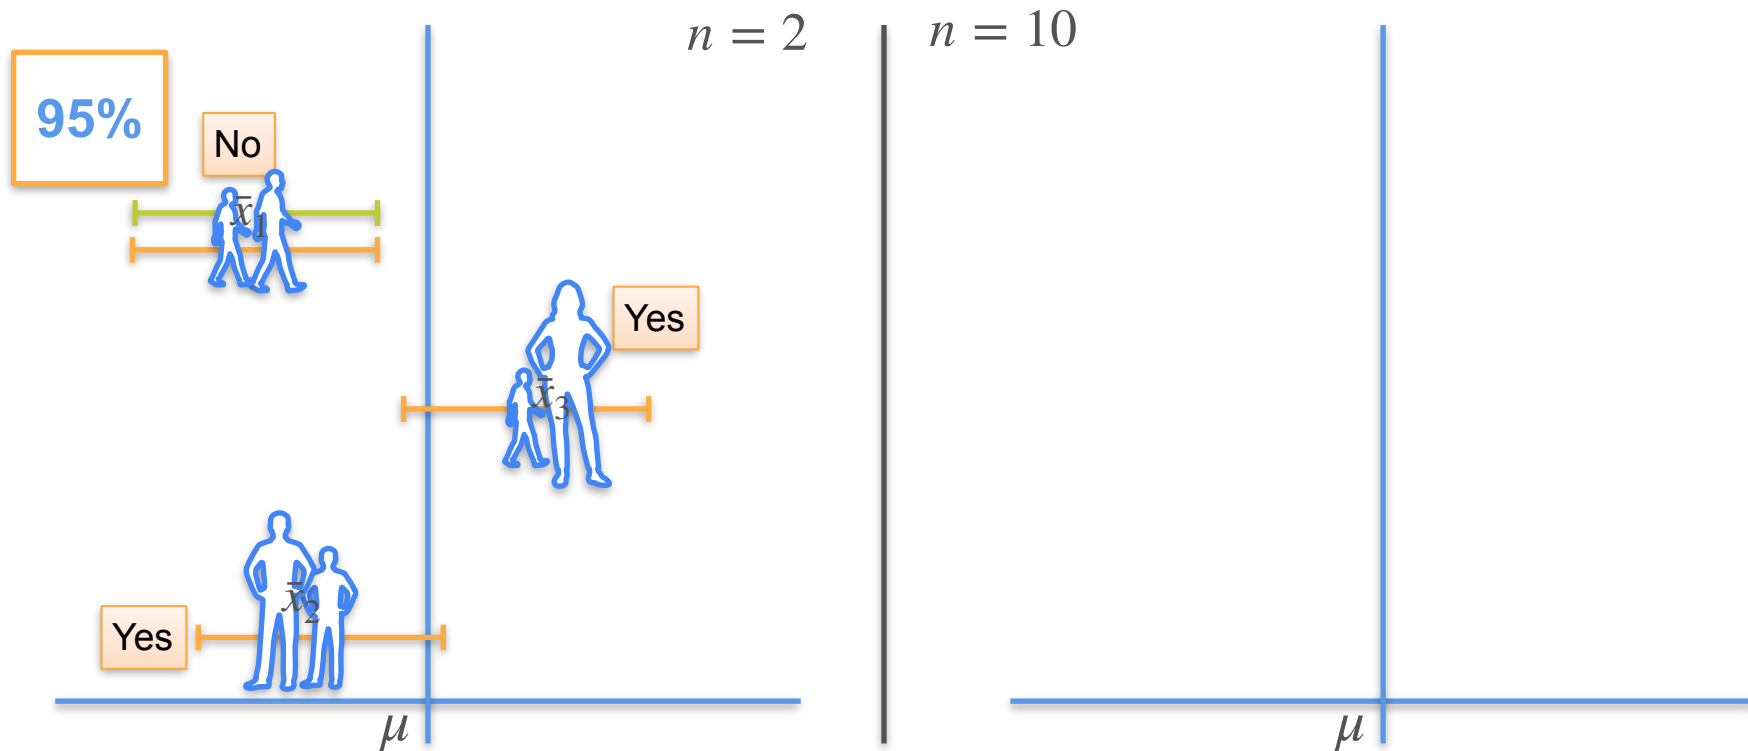 n = 2
n = 10
95%
No
x̄₁
Yes
x̄₃
x̄₂
Yes
μ
μ